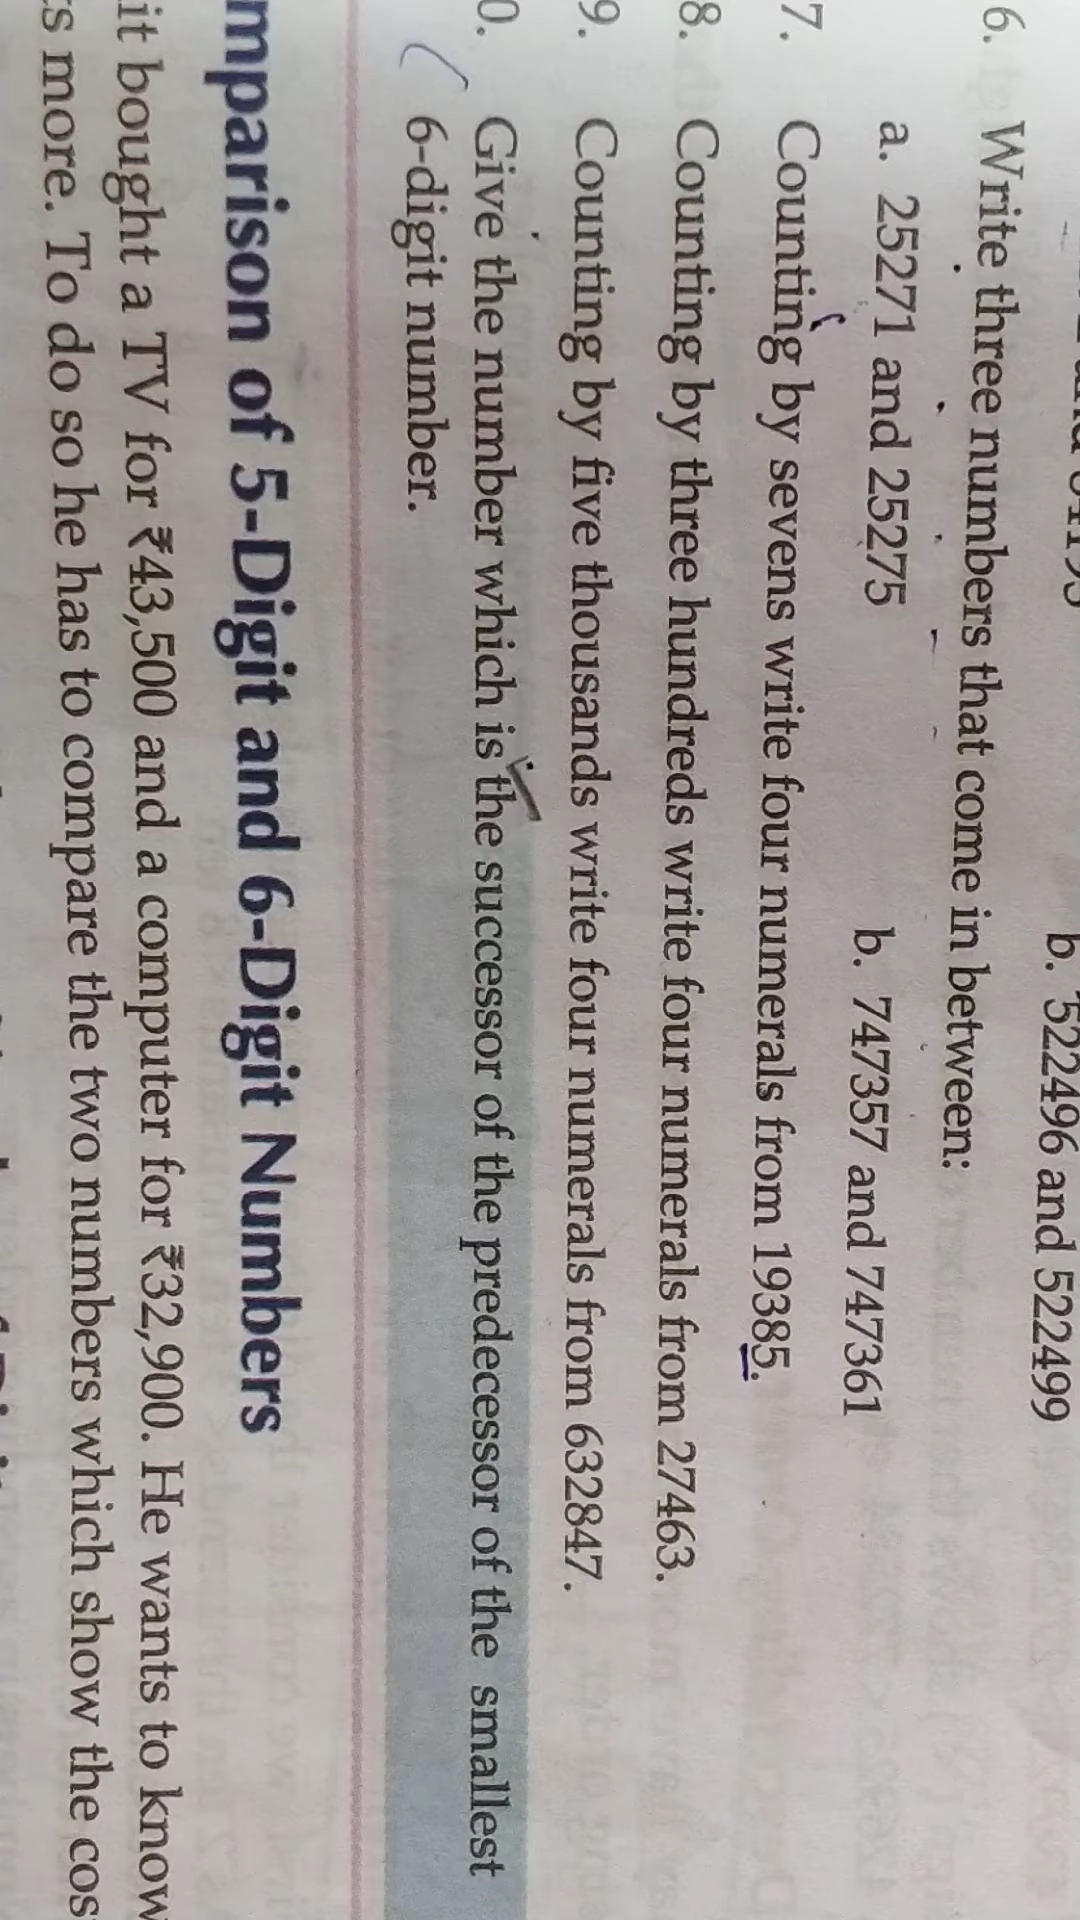 b. 522496 and 522499
6. Write three numbers that come in between:
a. 25271 and 25275 b. 747357 and 747361
7. Counting by sevens write four numerals from 19385.
8. Counting by three hundreds write four numerals from 27463.
9. Counting by five thousands write four numerals from 632847.
0. Give the number which is the successor of the predecessor of the smallest
6-digit number.
mparison of 5-Digit and 6-Digit Numbers
it bought a TV for ₹43,500 and a computer for ₹32,900. He wants to know
s more. To do so he has to compare the two numbers which show the cos